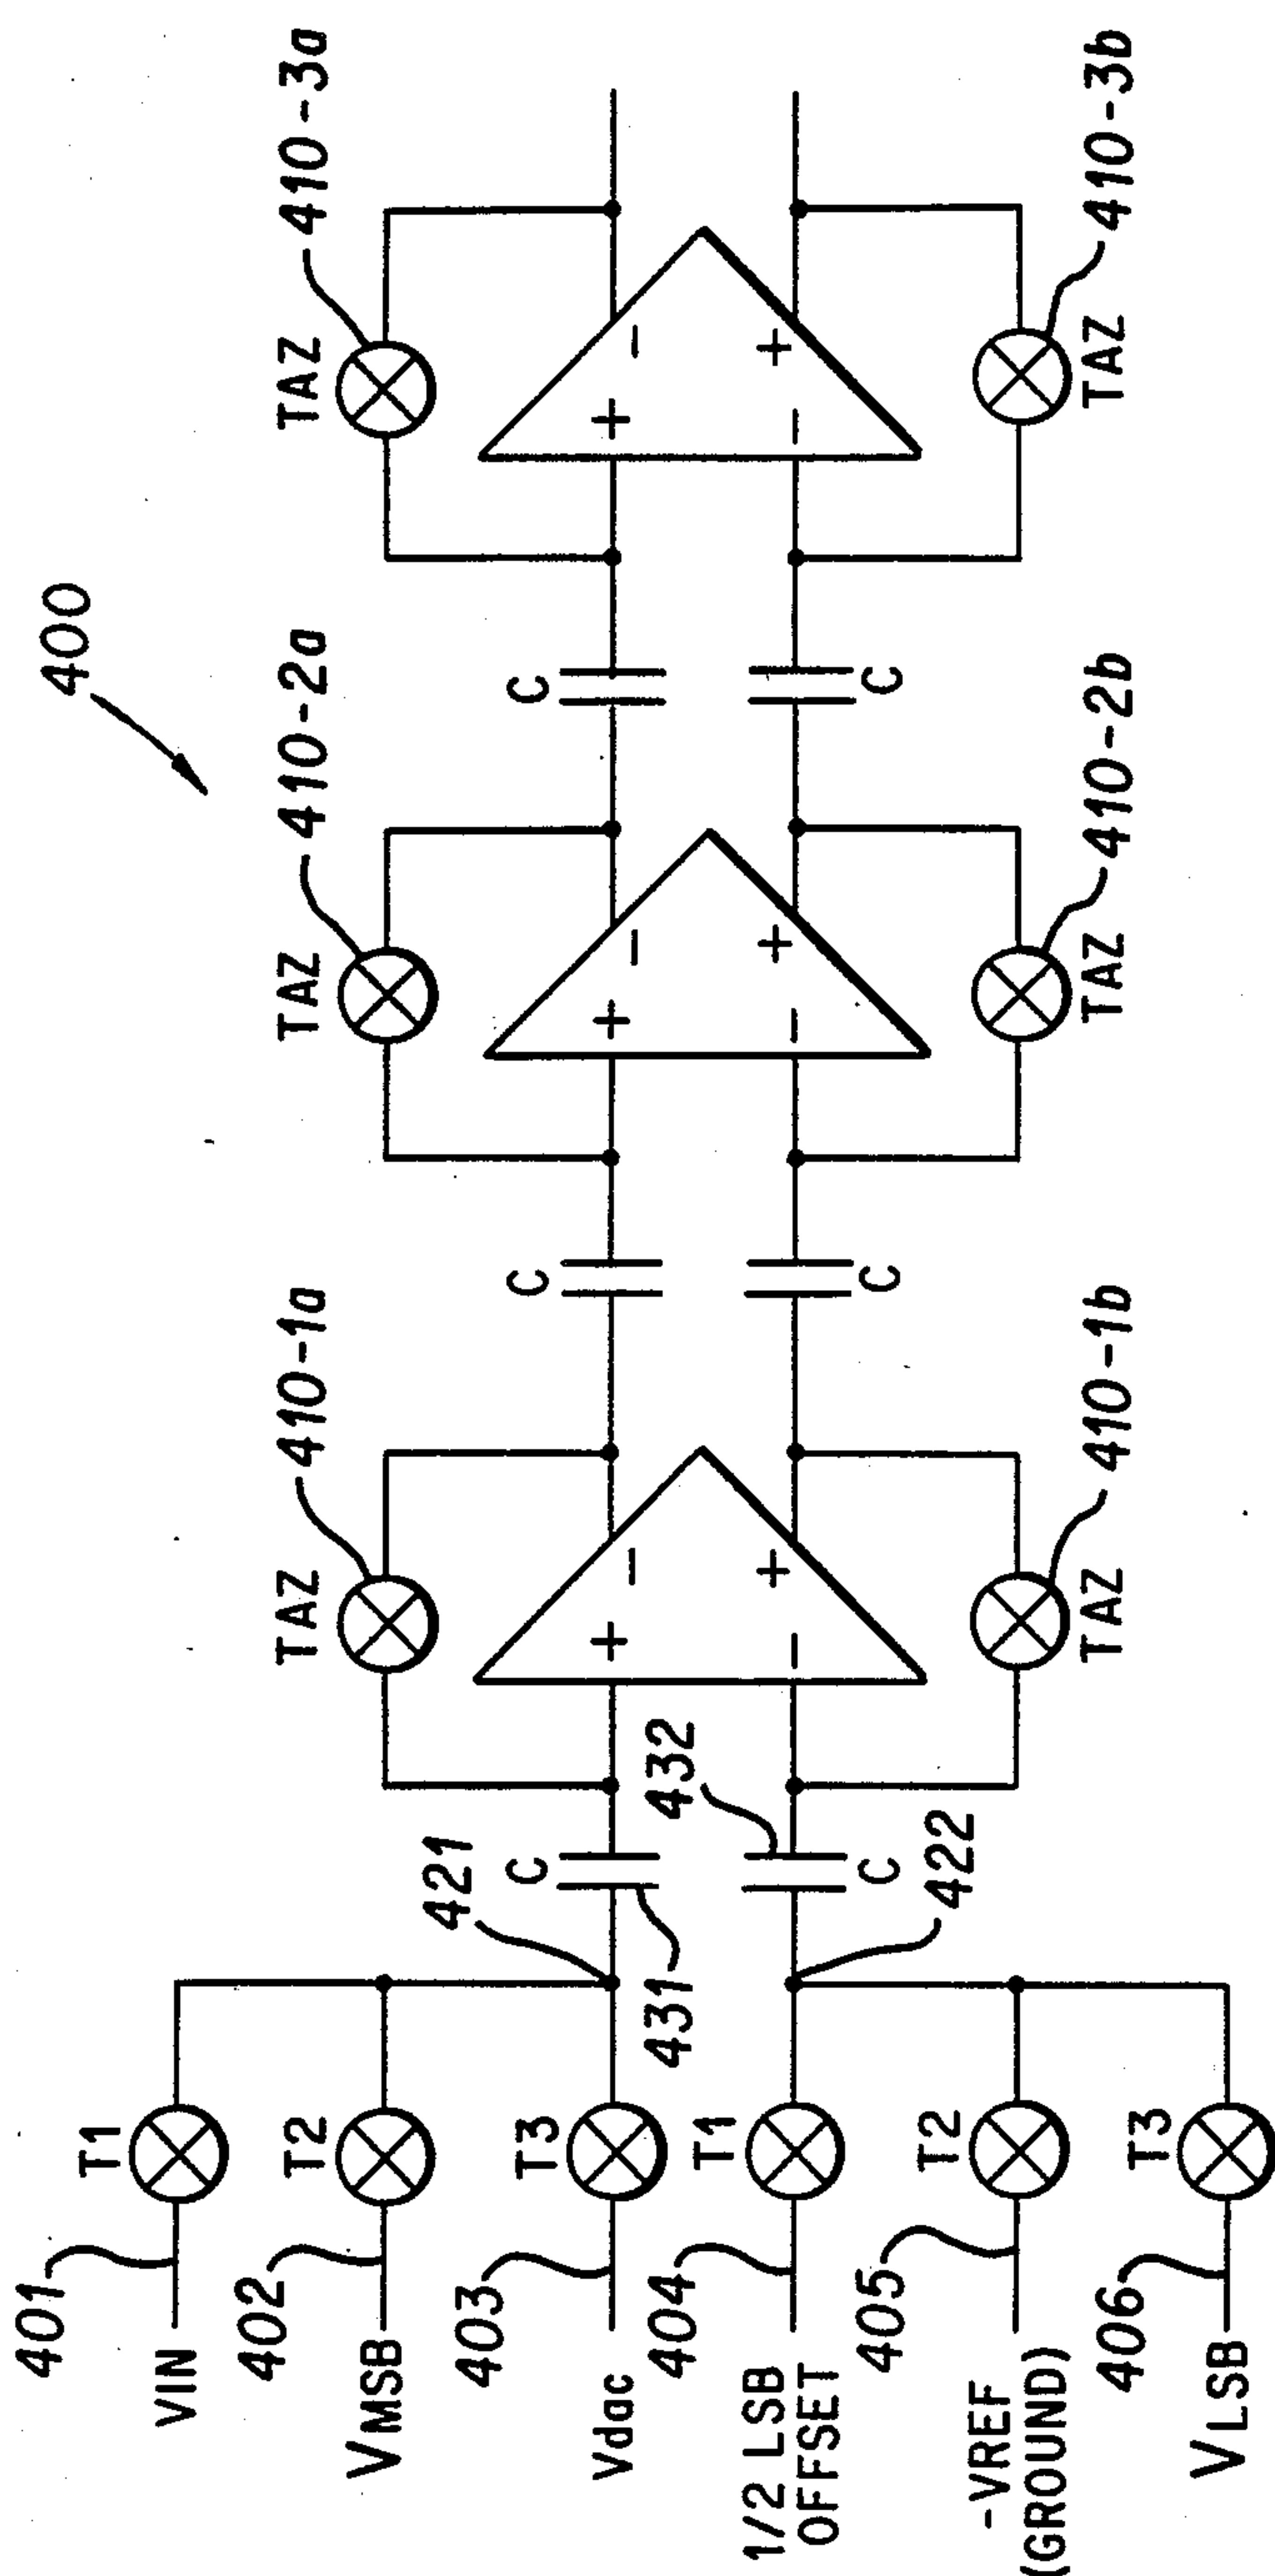 400
410-1a
410-2a
410-3a
TAZ
TAZ
TAZ
401
VIN
T1
402
VMSB
T2
403
Vdac
T3
404
1/2 LSB
OFFSET
T1
405
-VREF
(GROUND)
T2
406
VLSB
T3
421
422
431
432
C
C
C
C
C
C
+
-
-
+
+
-
-
+
+
-
-
+
TAZ
TAZ
TAZ
410-1b
410-2b
410-3b